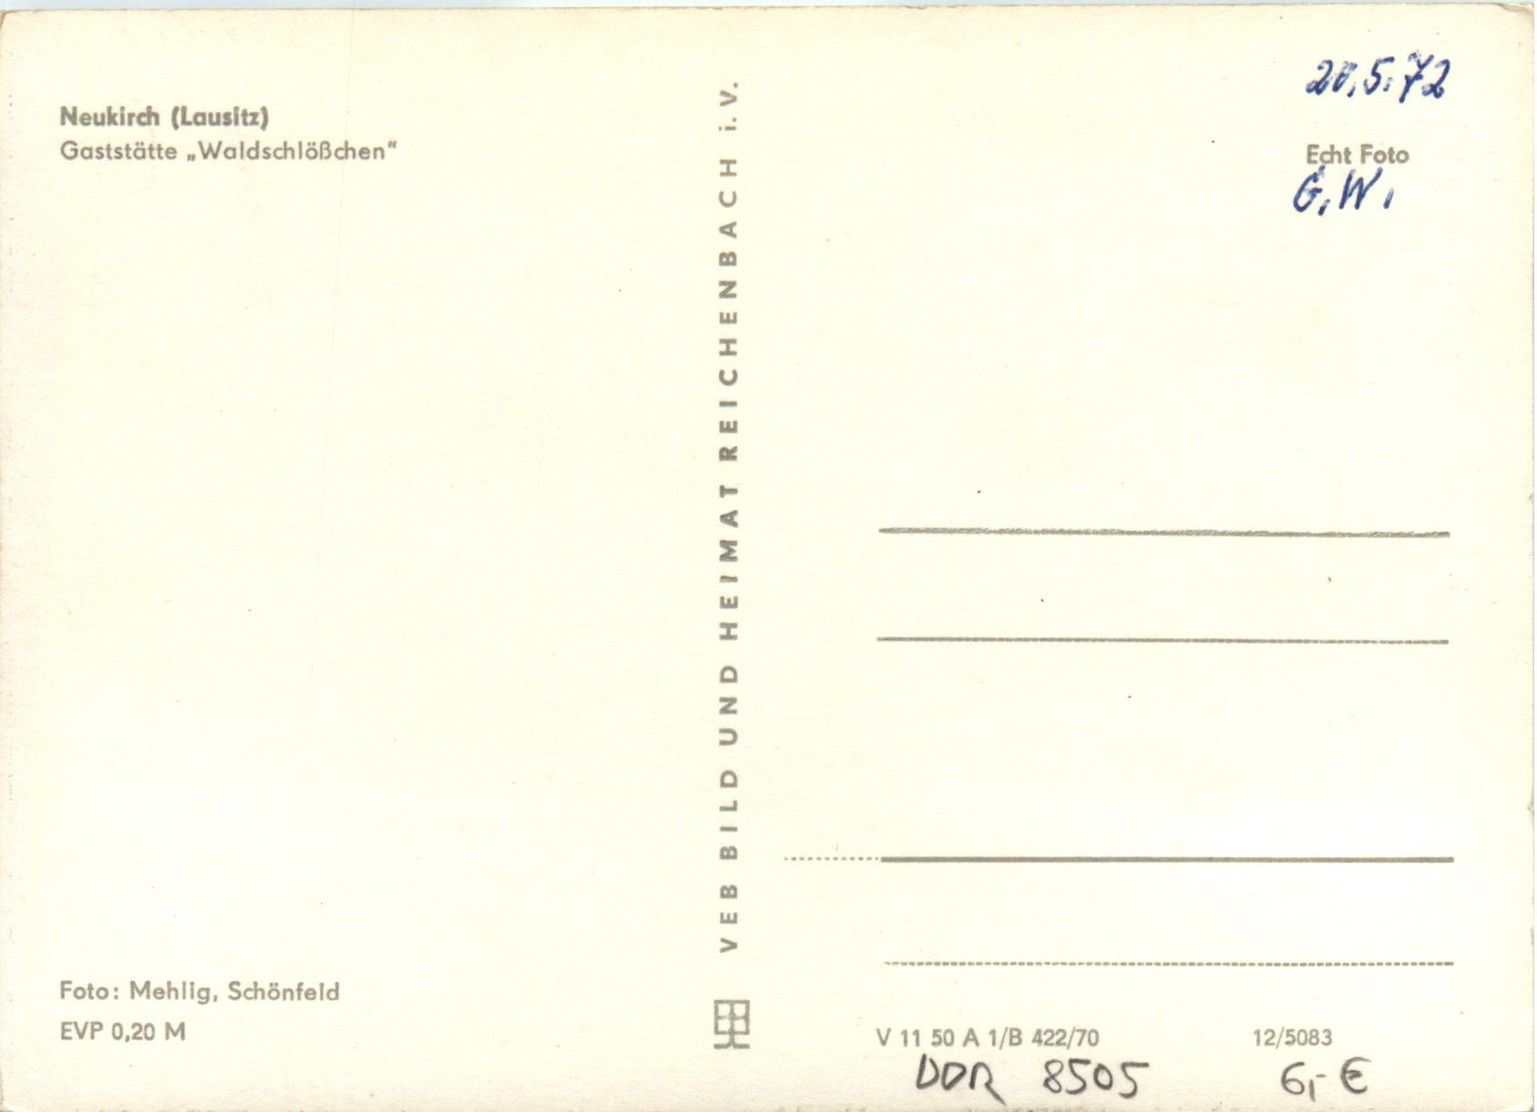 Neukirch (Lausitz)
Gaststätte „Waldschlößchen“
Foto: Mehlig, Schönfeld
EVP 0,20 M
VEB BILD UND HEIMAT REICHENBACH i. V.
20.5.72
Echt Foto
G. W.
V 11 50 A 1/B 422/70 12/5083
DDR 8505 6,- €